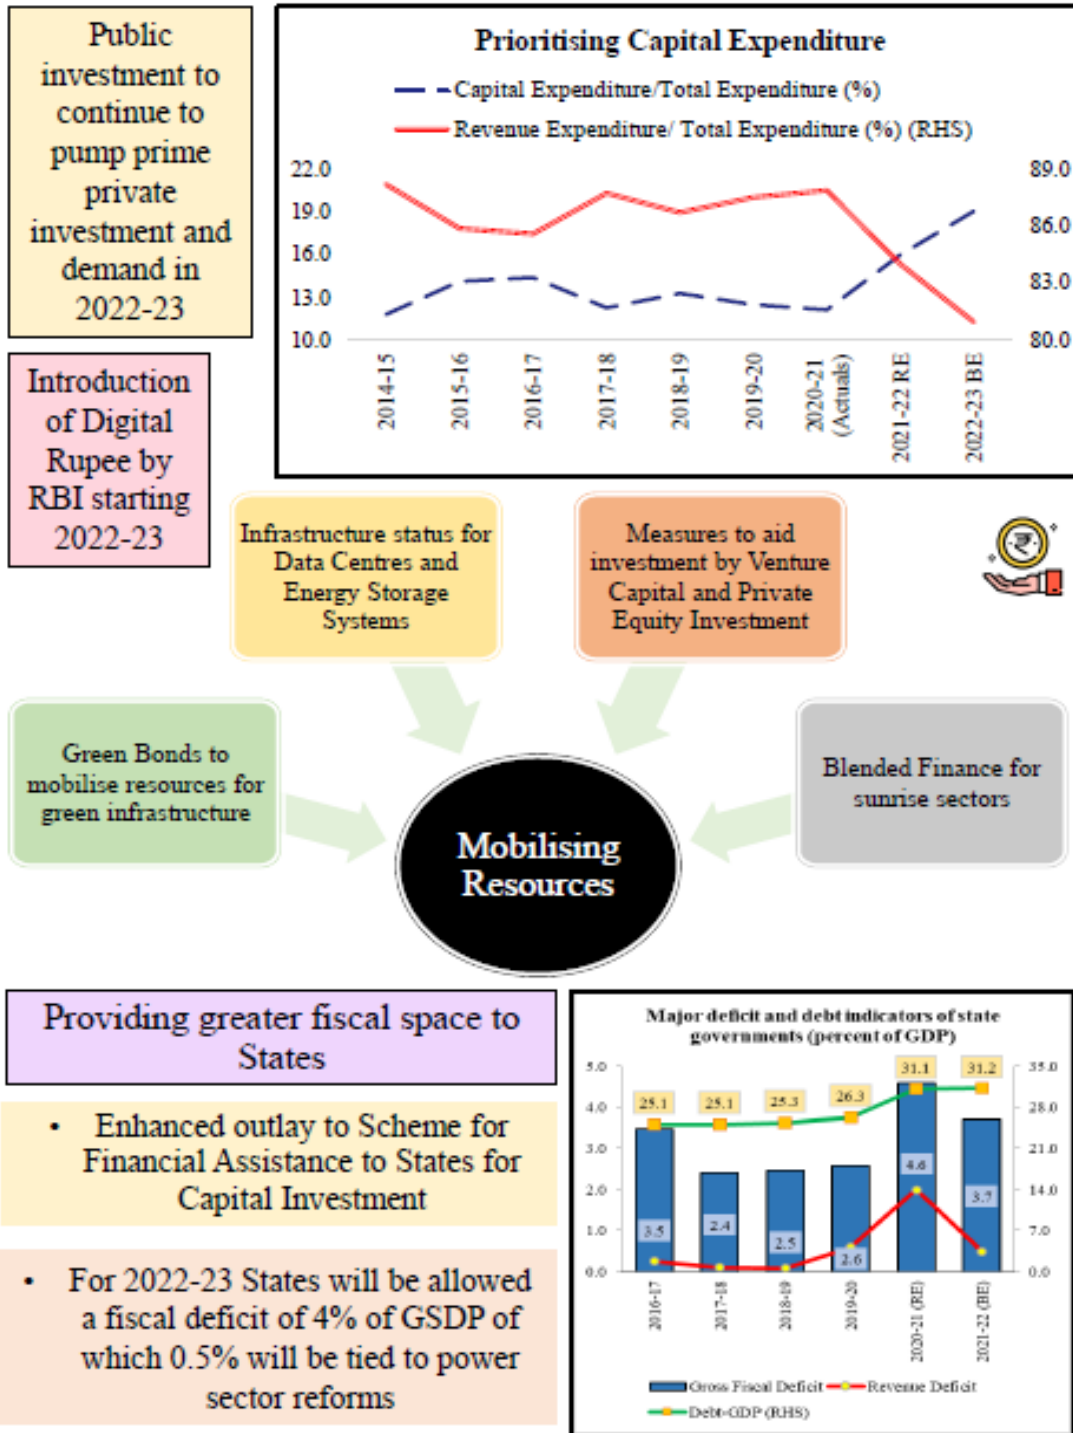 Public
investment to
continue to
pump prime
private
investment and
demand in
2022-23
Prioritising Capital Expenditure
Capital Expenditure/Total Expenditure (%)
Revenue Expenditure/ Total Expenditure (%) (RHS)
22.0
19.0
16.0
13.0
10.0
89.0
86.0
83.0
80.0
2014-15
2015-16
2016-17
2017-18
2018-19
2019-20
2020-21
(Actuals)
2021-22 RE
2022-23 BE
Introduction
of Digital
Rupee by
RBI starting
2022-23
Infrastructure status for
Data Centres and
Energy Storage
Systems
Measures to aid
investment by Venture
Capital and Private
Equity Investment
₹
Green Bonds to
mobilise resources for
green infrastructure
Blended Finance for
sunrise sectors
Mobilising
Resources
Providing greater fiscal space to
States
• Enhanced outlay to Scheme for
Financial Assistance to States for
Capital Investment
• For 2022-23 States will be allowed
a fiscal deficit of 4% of GSDP of
which 0.5% will be tied to power
sector reforms
Major deficit and debt indicators of state
governments (percent of GDP)
5.0
4.0
3.0
2.0
1.0
0.0
35.0
28.0
21.0
14.0
7.0
0.0
25.1
25.1
25.3
26.3
31.1
31.2
3.5
2.4
2.5
2.6
4.6
3.7
2016-17
2017-18
2018-19
2019-20
2020-21 (RE)
2021-22 (BE)
Gross Fiscal Deficit
Revenue Deficit
Debt-GDP (RHS)